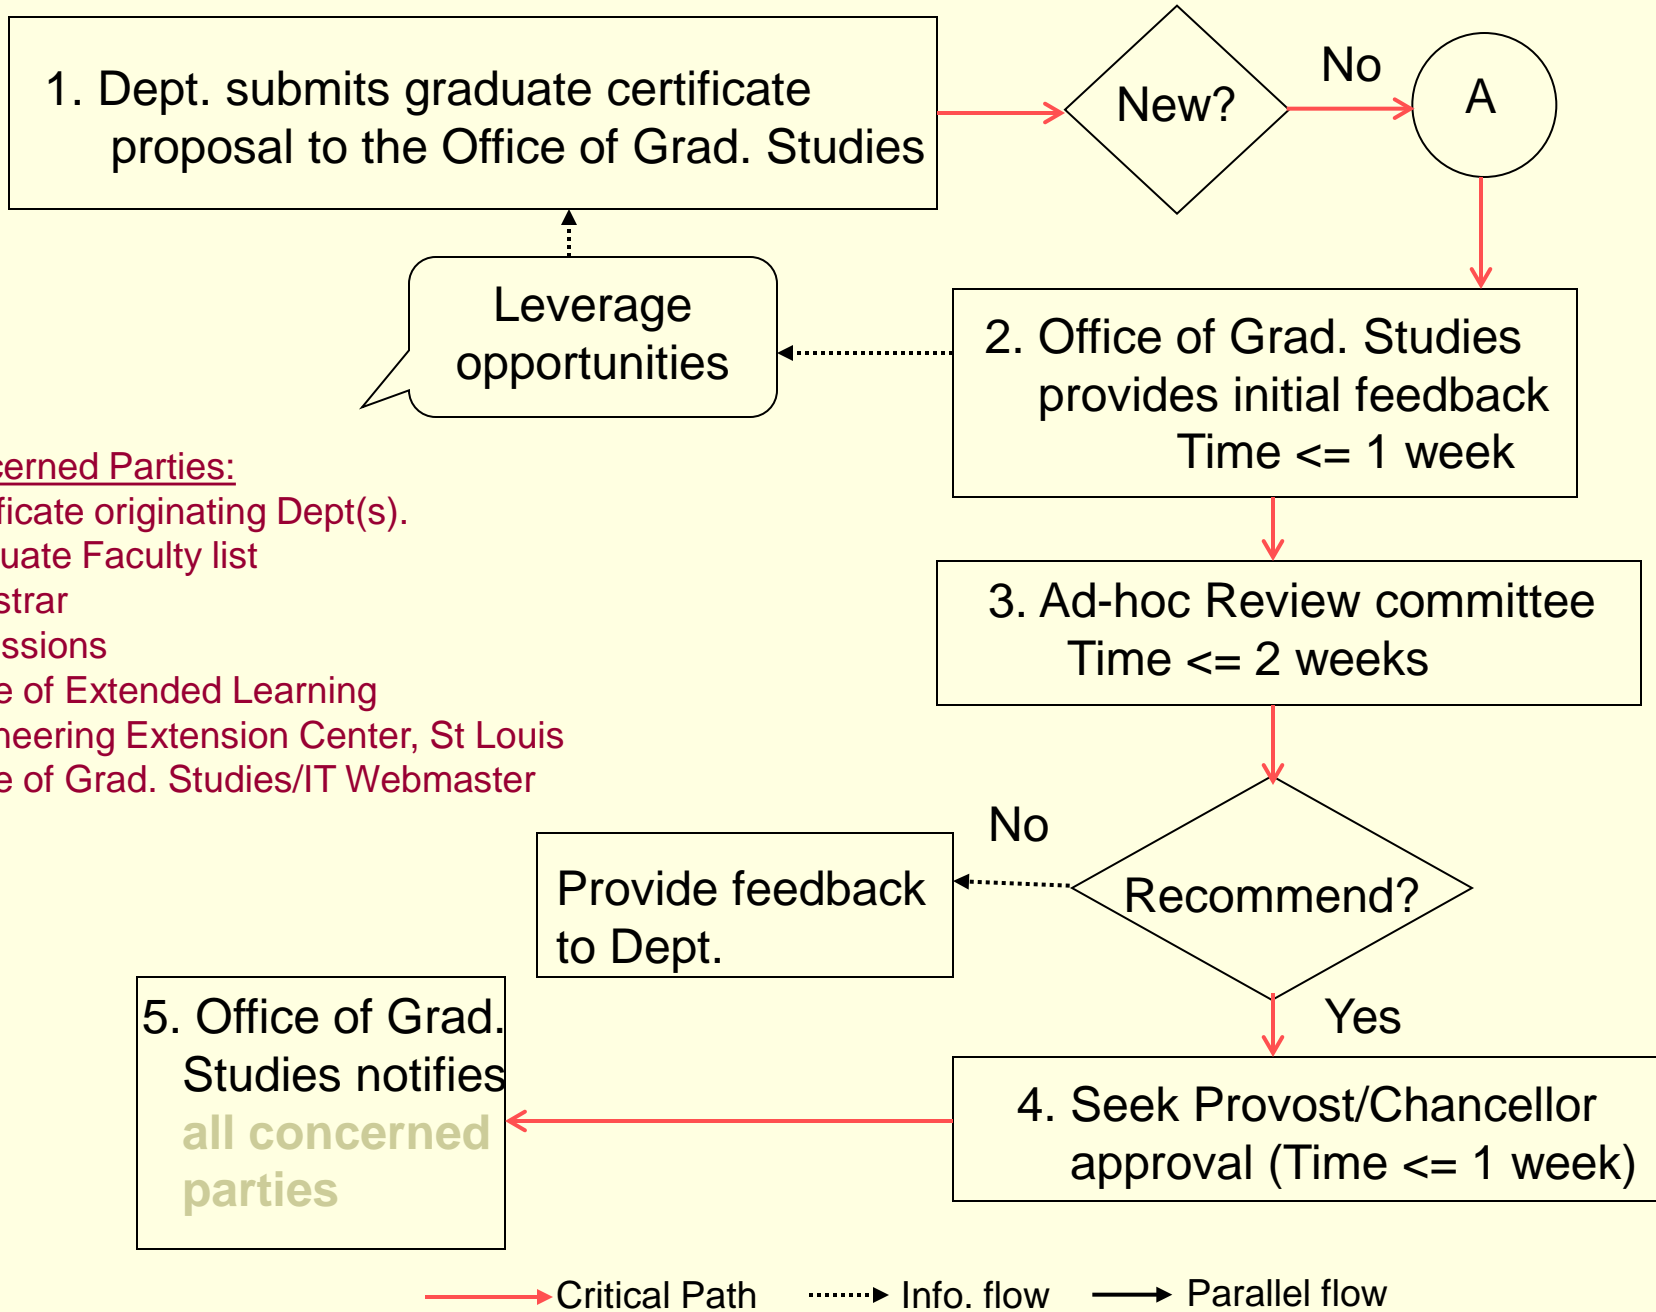 1. Dept. submits graduate certificate
proposal to the Office of Grad. Studies
New?
No
A
Leverage
opportunities
2. Office of Grad. Studies
provides initial feedback
Time <= 1 week
cerned Parties:
ficate originating Dept(s).
uate Faculty list
strar
ssions
e of Extended Learning
neering Extension Center, St Louis
e of Grad. Studies/IT Webmaster
3. Ad-hoc Review committee
Time <= 2 weeks
No
Recommend?
Provide feedback
to Dept.
Yes
5. Office of Grad.
Studies notifies
all concerned
parties
4. Seek Provost/Chancellor
approval (Time <= 1 week)
Critical Path
Info. flow
Parallel flow